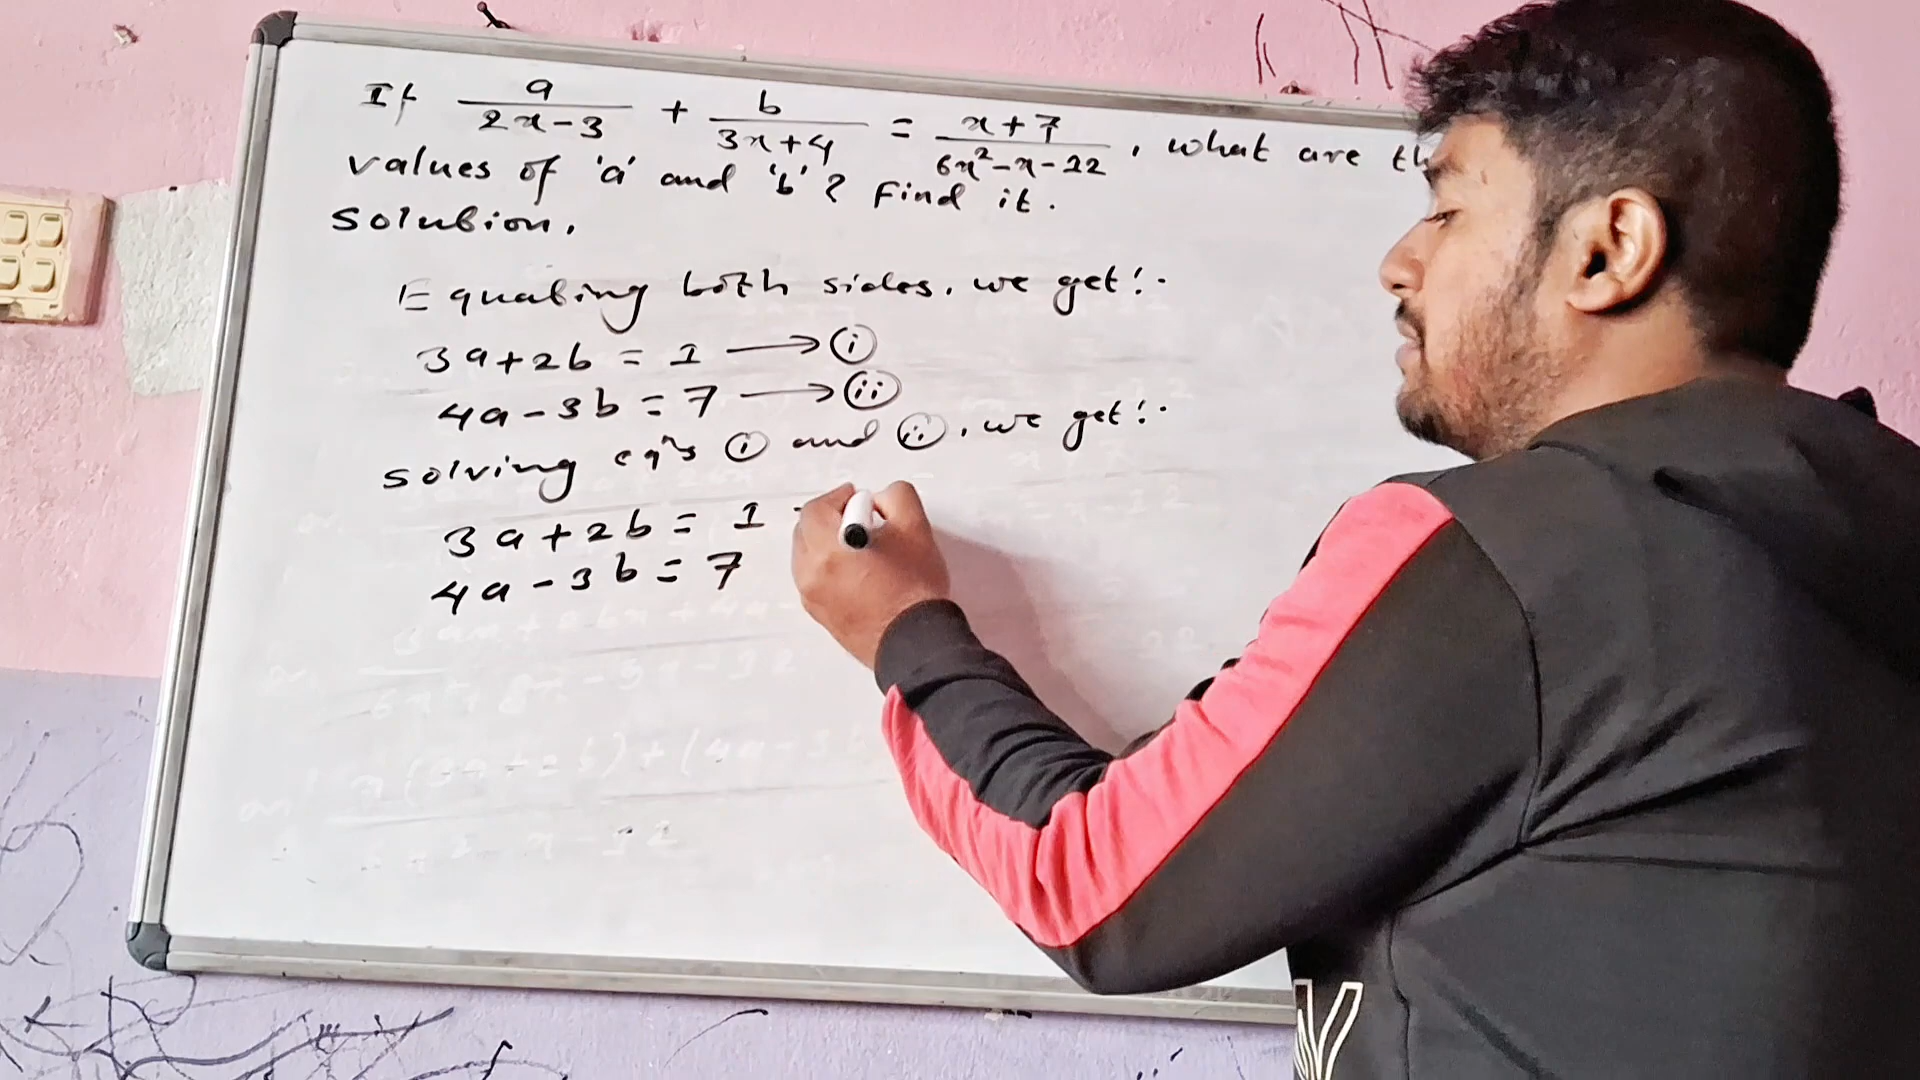 If a/(2x-3) + b/(3x+4) = (x+7)/(6x²-x-12), what are th
values of 'a' and 'b'? Find it.
Solution,
Equating both sides, we get:-
3a+2b = 1 → (i)
4a-3b = 7 → (ii)
solving eqⁿs (i) and (ii), we get:-
3a+2b = 1
4a-3b = 7